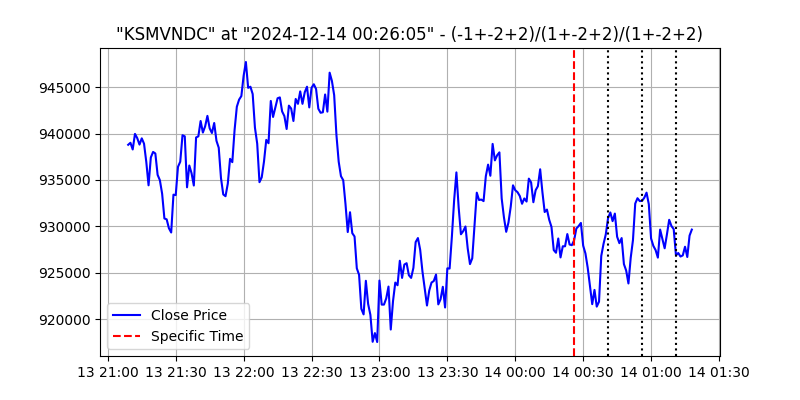 "KSMVNDC" at "2024-12-14 00:26:05" - (-1+-2+2)/(1+-2+2)/(1+-2+2)
945000
940000
935000
930000
925000
920000
Close Price
Specific Time
13 21:00 13 21:30 13 22:00 13 22:30 13 23:00 13 23:30 14 00:00 14 00:30 14 01:00 14 01:30